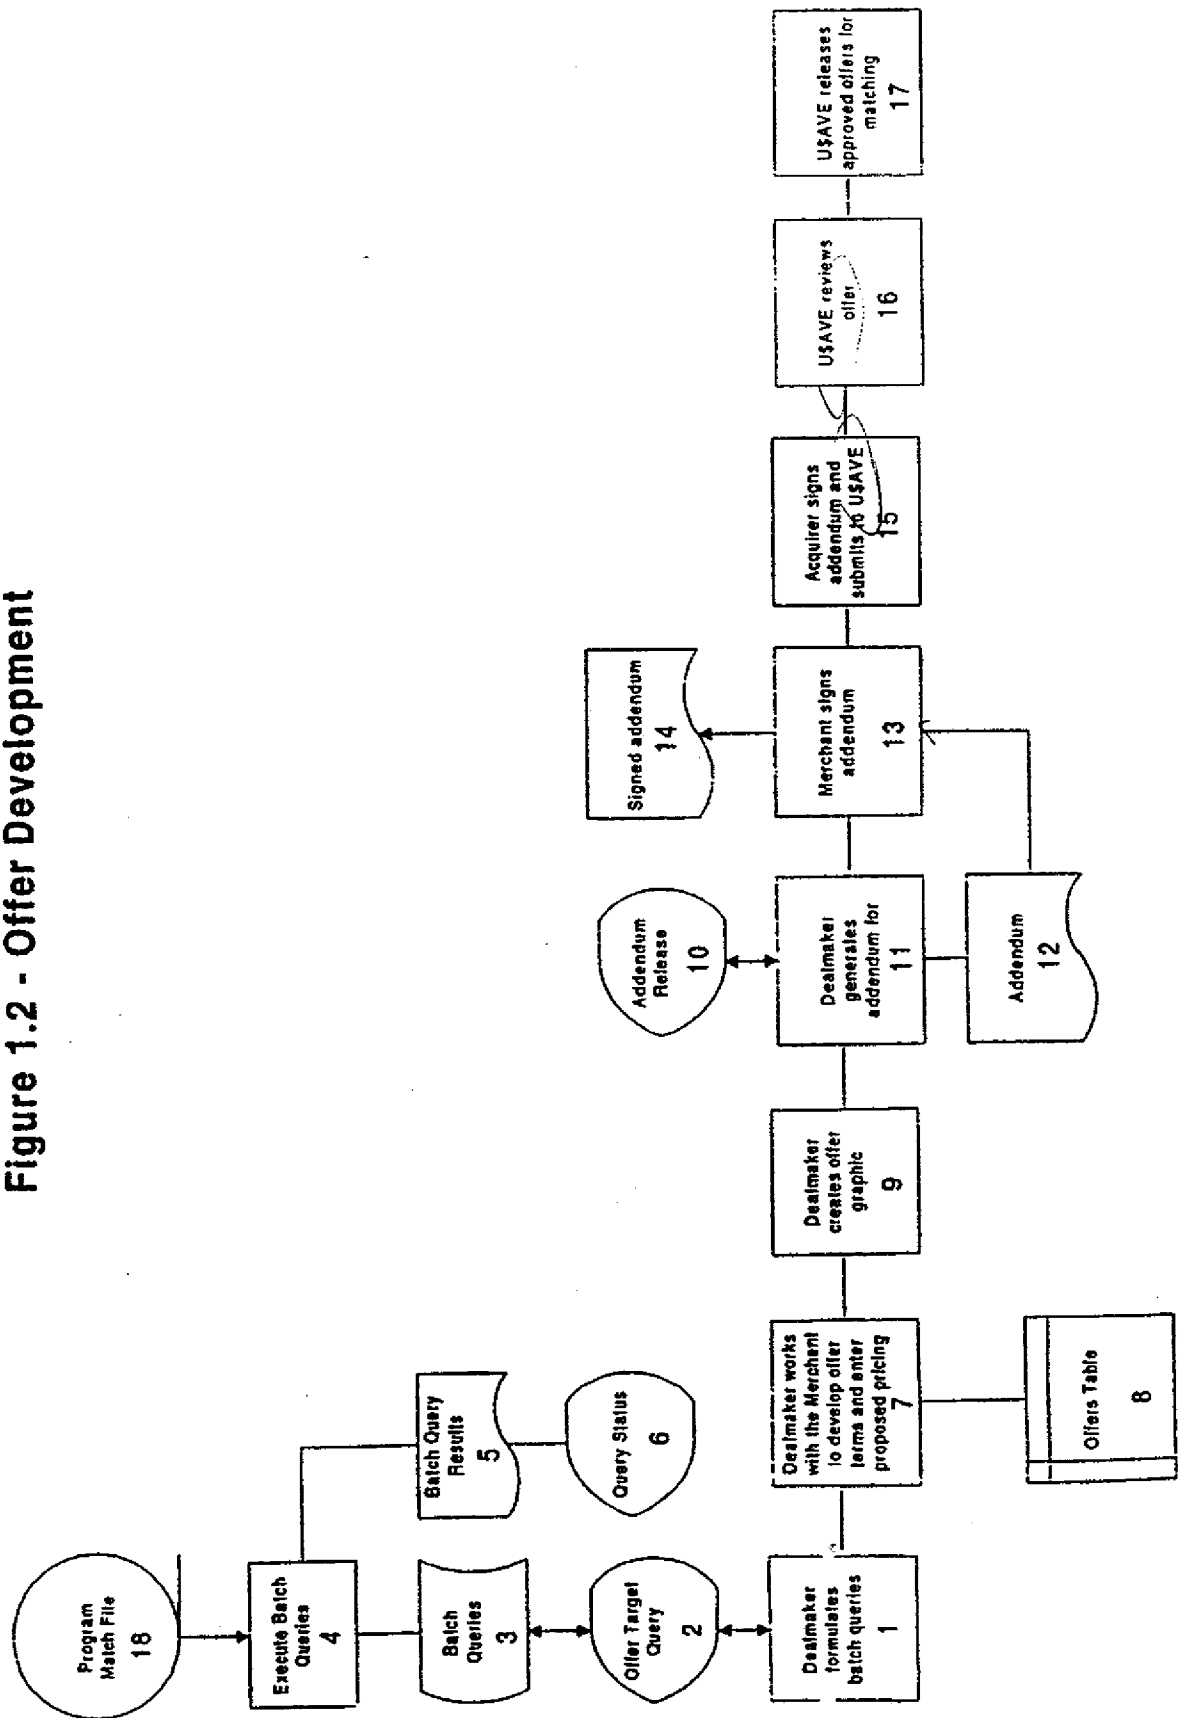 Figure 1.2 - Offer Development
Program
Match File
18
Execute Batch
Queries
4
Batch
Queries
3
Offer Target
Query
2
Dealmaker
formulates
batch queries
1
Batch Query
Results
5
Query Status
6
Dealmaker works
with the Merchant
to develop offer
terms and enter
proposed pricing
7
Offers Table
8
Dealmaker
creates offer
graphic
9
Addendum
Release
10
Dealmaker
generates
addendum for
11
Addendum
12
Signed addendum
14
Merchant signs
addendum
13
Acquirer signs
addendum and
submits to U$AVE
15
U$AVE reviews
offer
16
U$AVE releases
approved offers for
matching
17